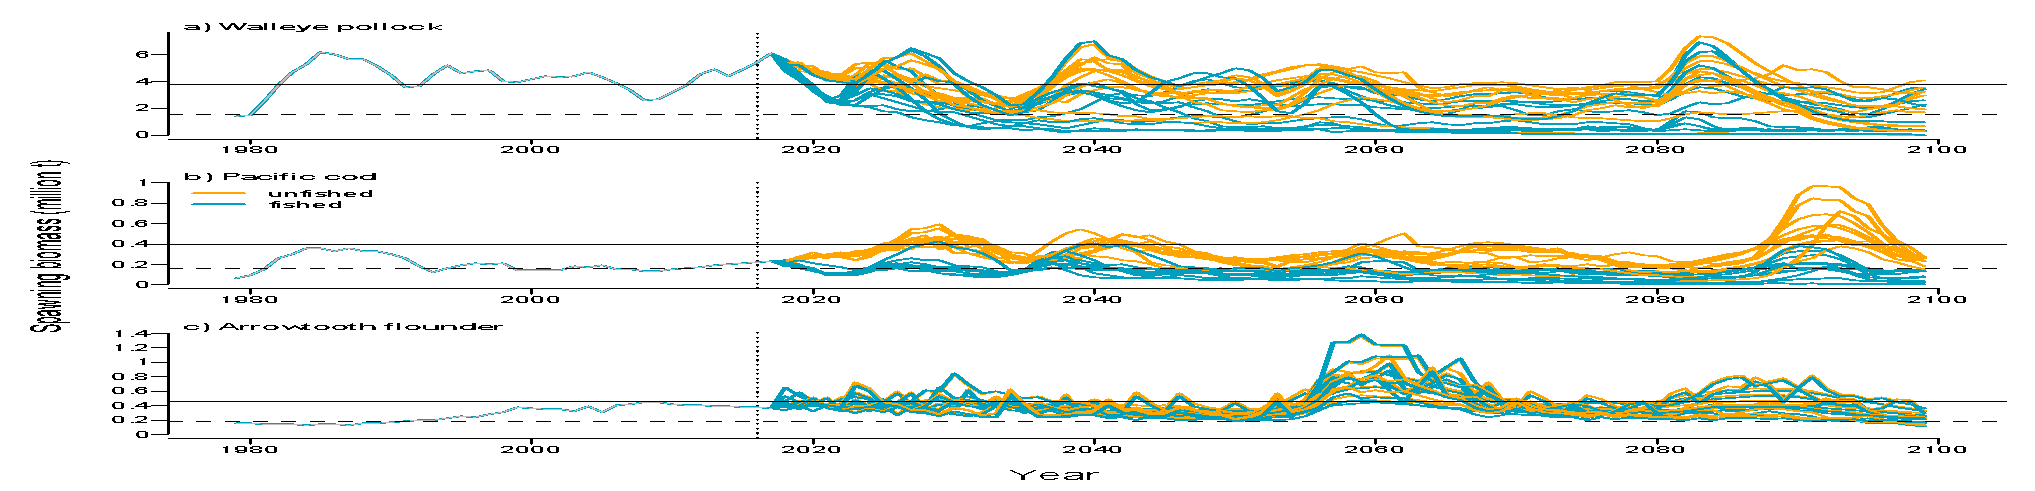 a) Walleye pollock
6
4
2
0
1980 2000 2020 2040 2060 2080 2100
b) Pacific cod
unfished
fished
1
0.8
0.6
0.4
0.2
0
1980 2000 2020 2040 2060 2080 2100
c) Arrowtooth flounder
1.4
1.2
1
0.8
0.6
0.4
0.2
0
1980 2000 2020 2040 2060 2080 2100
Spawning biomass (million t)
Year